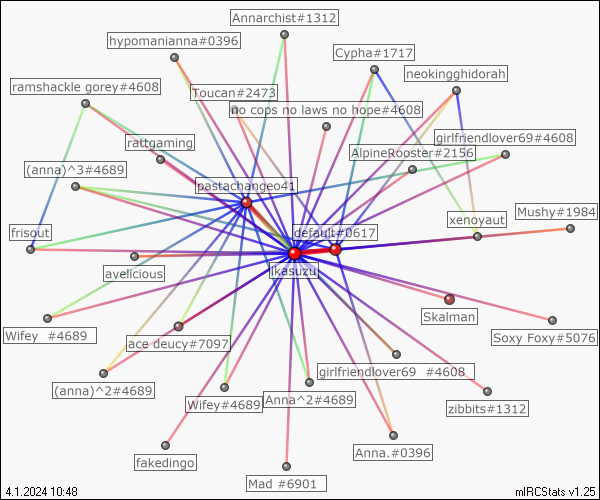 Annarchist#1312
hypomanianna#0396
Cypha#1717
neokingghidorah
ramshackle gorey#4608
Toucan#2473
no cops no laws no hope#4608
girlfriendlover69#4608
rattgaming
AlpineRooster#2156
(anna)^3#4689
pastachangeo41
Mushy#1984
xenoyaut
frisout
default#0617
avelicious
ikasuzu
Skalman
Wifey  #4689
ace deucy#7097
Soxy Foxy#5076
girlfriendlover69  #4608
(anna)^2#4689
Anna^2#4689
Wifey#4689
zibbits#1312
Anna.#0396
fakedingo
Mad #6901
4.1.2024 10:48
mIRCStats v1.25